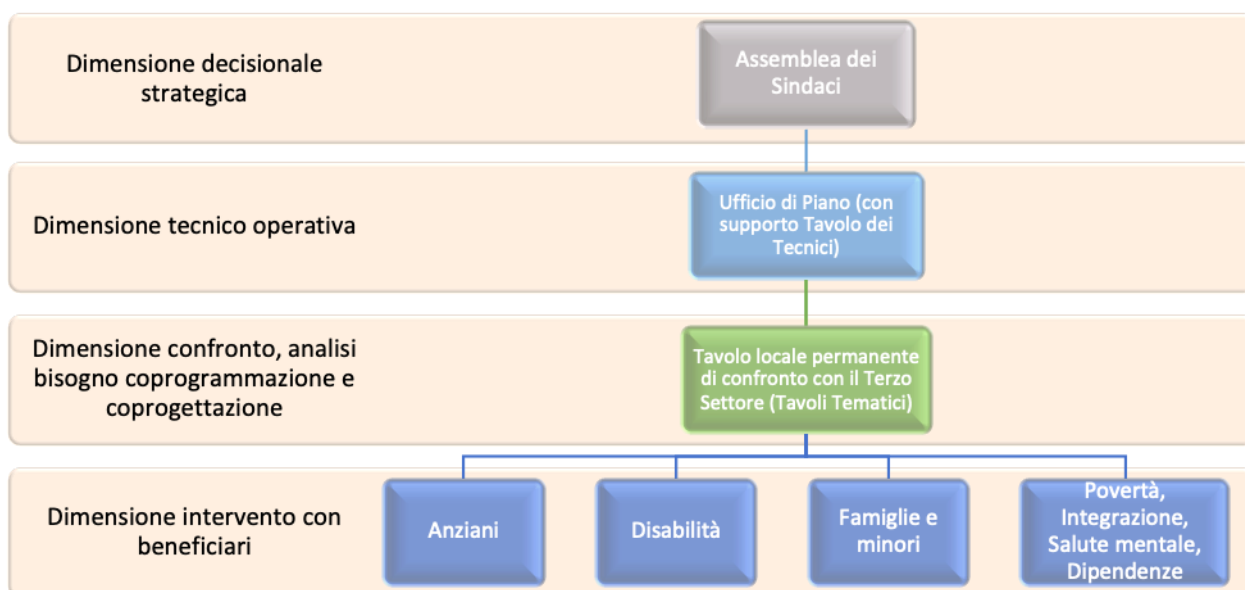 Dimensione decisionale
strategica
Assemblea dei
Sindaci
Dimensione tecnico operativa
Ufficio di Piano (con
supporto Tavolo dei
Tecnici)
Dimensione confronto, analisi
bisogno coprogrammazione e
coprogettazione
Tavolo locale permanente
di confronto con il Terzo
Settore (Tavoli Tematici)
Dimensione intervento con
beneficiari
Anziani
Disabilità
Famiglie e
minori
Povertà,
Integrazione,
Salute mentale,
Dipendenze